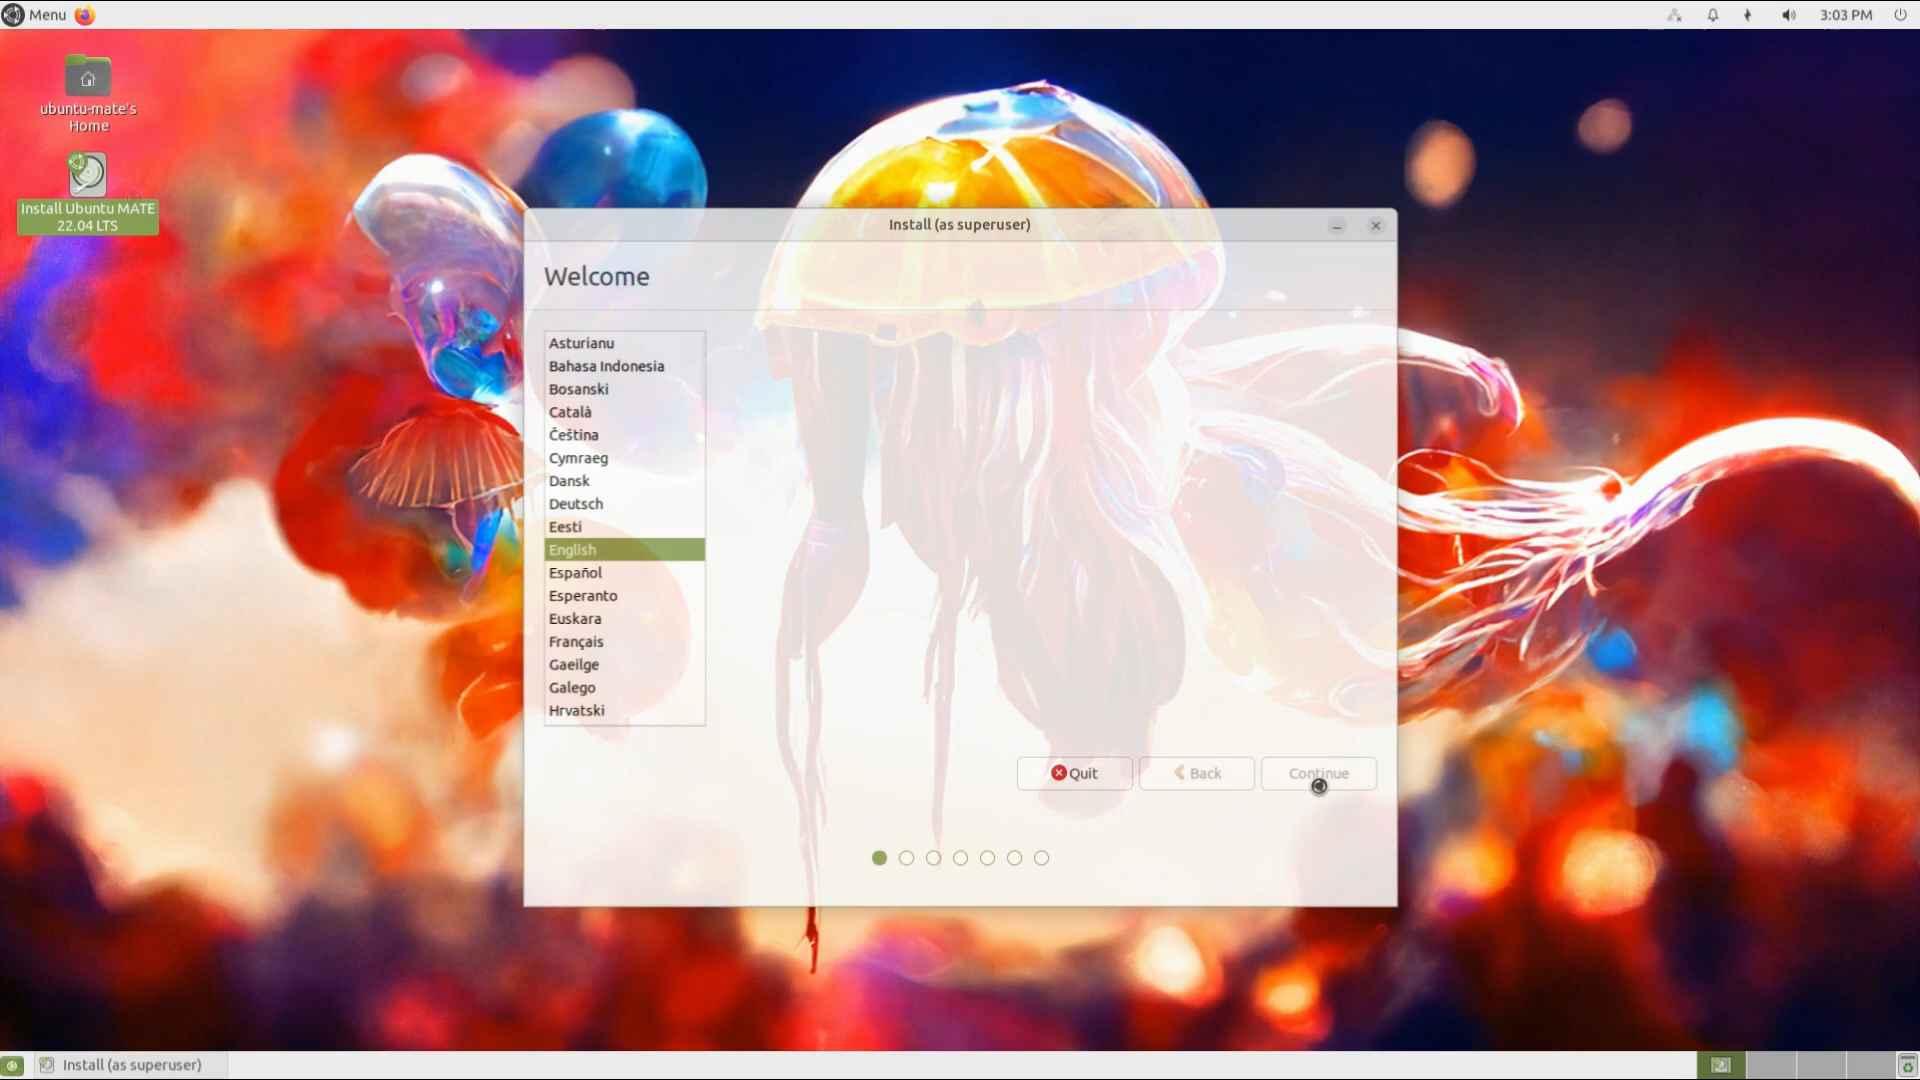 Menu
3:03 PM
ubuntu-mate's
Home
Install Ubuntu MATE
22.04 LTS
Install (as superuser)
Welcome
Asturianu
Bahasa Indonesia
Bosanski
Català
Čeština
Cymraeg
Dansk
Deutsch
Eesti
English
Español
Esperanto
Euskara
Français
Gaeilge
Galego
Hrvatski
Quit
Back
Continue
Install (as superuser)